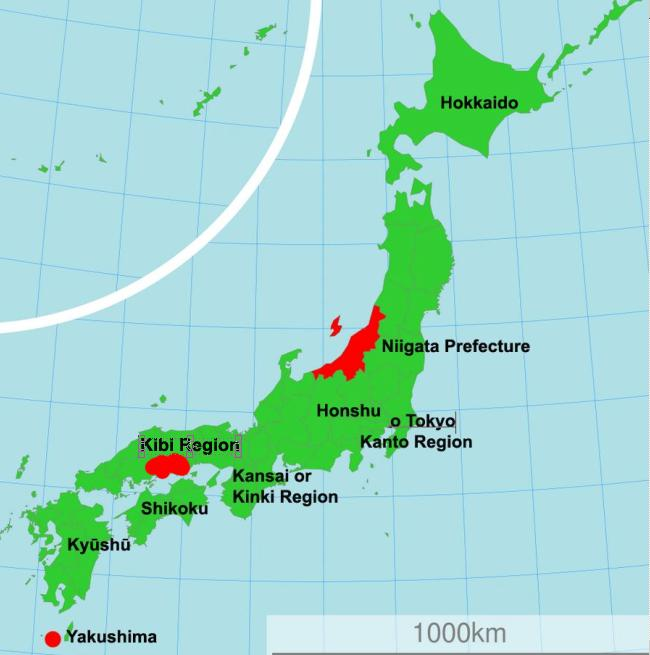 Hokkaido
Niigata Prefecture
Honshu
o Tokyo
Kanto Region
Kibi Region
Kansai or
Kinki Region
Shikoku
Kyūshū
Yakushima
1000km